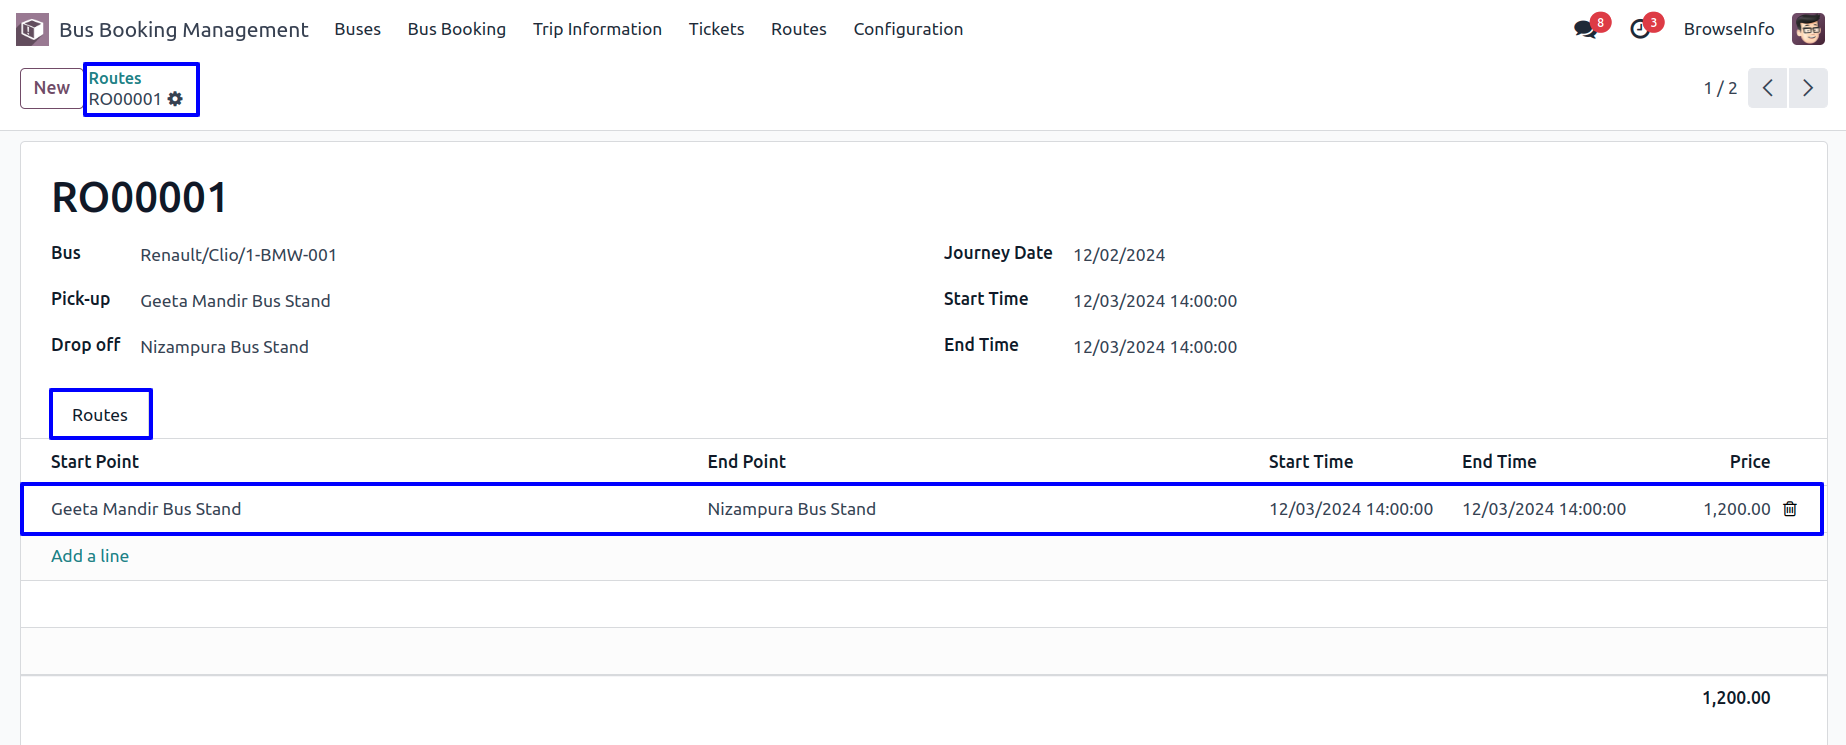 Bus Booking Management Buses Bus Booking Trip Information Tickets Routes Configuration 8 3 BrowseInfo
New Routes 1 / 2
RO00001
RO00001
Bus Renault/Clio/1-BMW-001 Journey Date 12/02/2024
Pick-up Geeta Mandir Bus Stand Start Time 12/03/2024 14:00:00
Drop off Nizampura Bus Stand End Time 12/03/2024 14:00:00
Routes
Start Point End Point Start Time End Time Price
Geeta Mandir Bus Stand Nizampura Bus Stand 12/03/2024 14:00:00 12/03/2024 14:00:00 1,200.00
Add a line
1,200.00